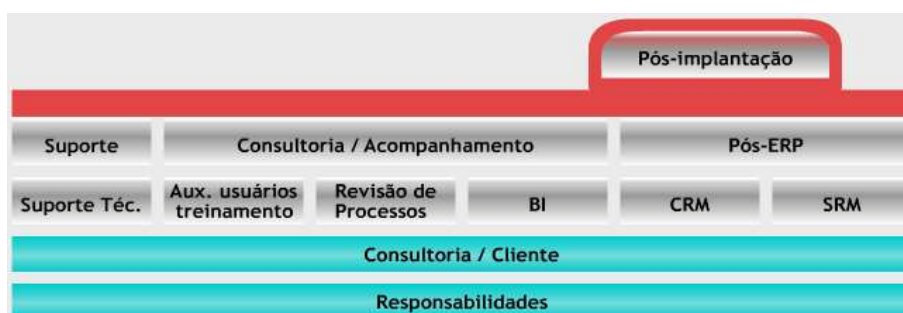 Pós-implantação
Suporte
Consultoria / Acompanhamento
Pós-ERP
Suporte Téc.
Aux. usuários
treinamento
Revisão de
Processos
BI
CRM
SRM
Consultoria / Cliente
Responsabilidades